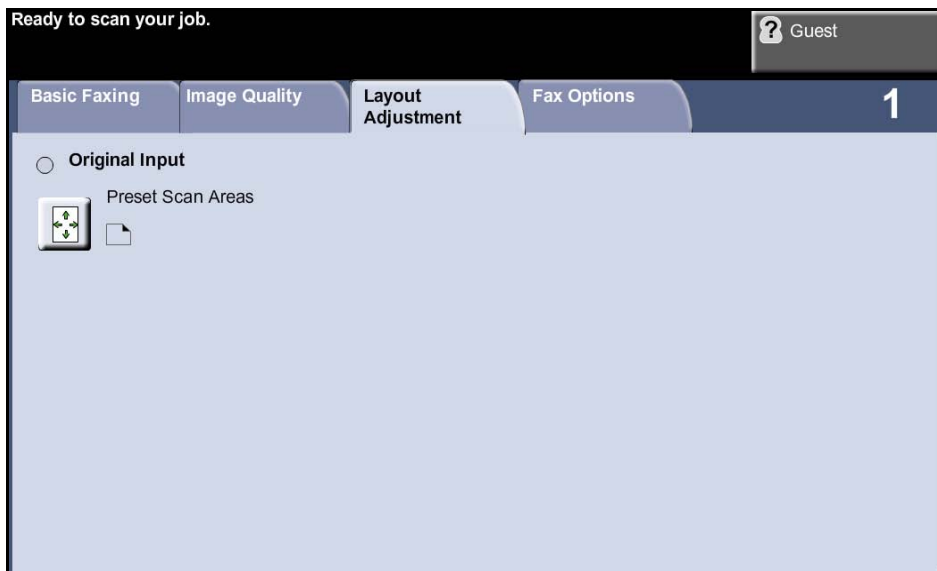 Ready to scan your job.
? Guest
Basic Faxing
Image Quality
Layout
Adjustment
Fax Options
1
Original Input
Preset Scan Areas